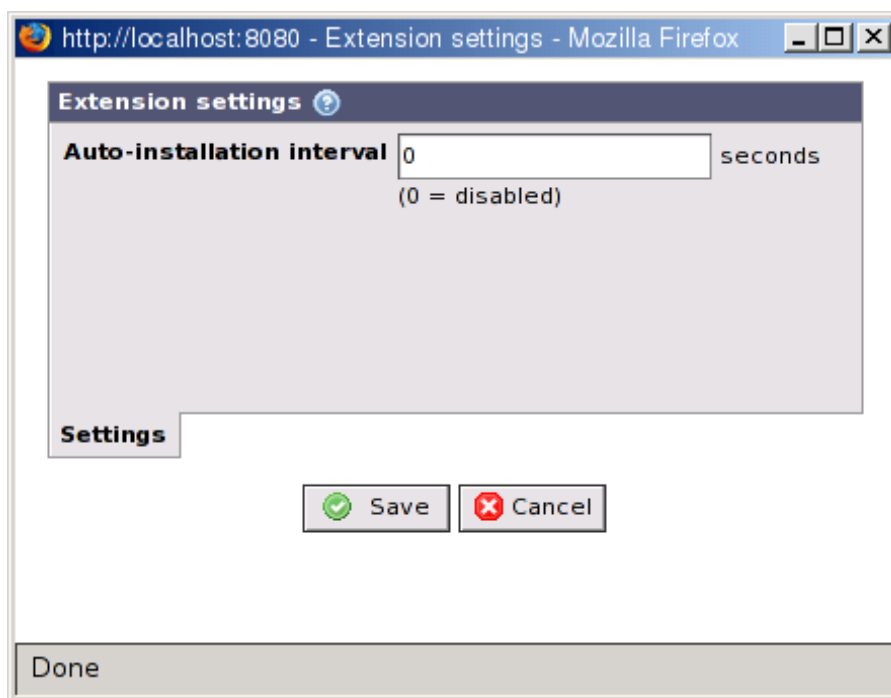 http://localhost:8080 - Extension settings - Mozilla Firefox
Extension settings ?
Auto-installation interval 0 seconds
(0 = disabled)
Settings
Save Cancel
Done